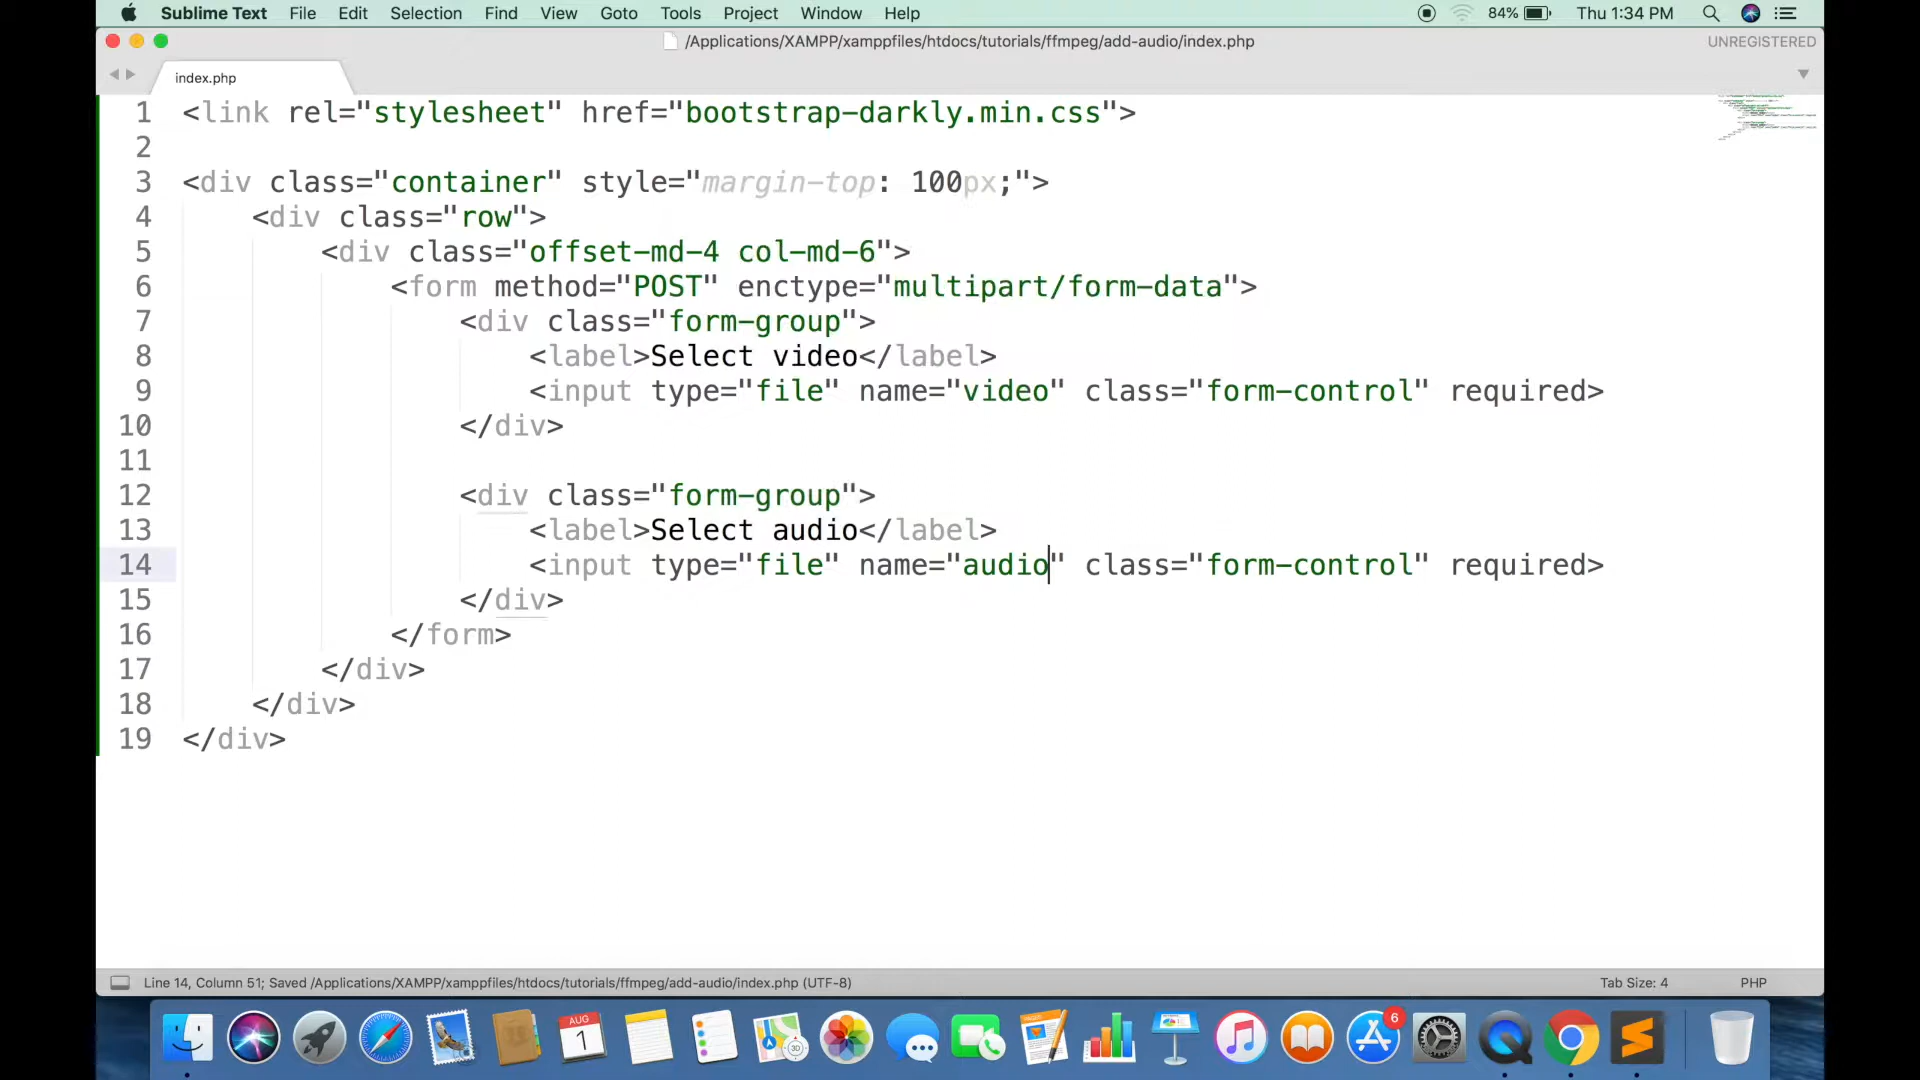 Sublime Text File Edit Selection Find View Goto Tools Project Window Help 84% Thu 1:34 PM
/Applications/XAMPP/xamppfiles/htdocs/tutorials/ffmpeg/add-audio/index.php UNREGISTERED
index.php
1 <link rel="stylesheet" href="bootstrap-darkly.min.css">
2
3 <div class="container" style="margin-top: 100px;">
4 <div class="row">
5 <div class="offset-md-4 col-md-6">
6 <form method="POST" enctype="multipart/form-data">
7 <div class="form-group">
8 <label>Select video</label>
9 <input type="file" name="video" class="form-control" required>
10 </div>
11
12 <div class="form-group">
13 <label>Select audio</label>
14 <input type="file" name="audio" class="form-control" required>
15 </div>
16 </form>
17 </div>
18 </div>
19 </div>
Line 14, Column 51; Saved /Applications/XAMPP/xamppfiles/htdocs/tutorials/ffmpeg/add-audio/index.php (UTF-8) Tab Size: 4 PHP
AUG
1
6